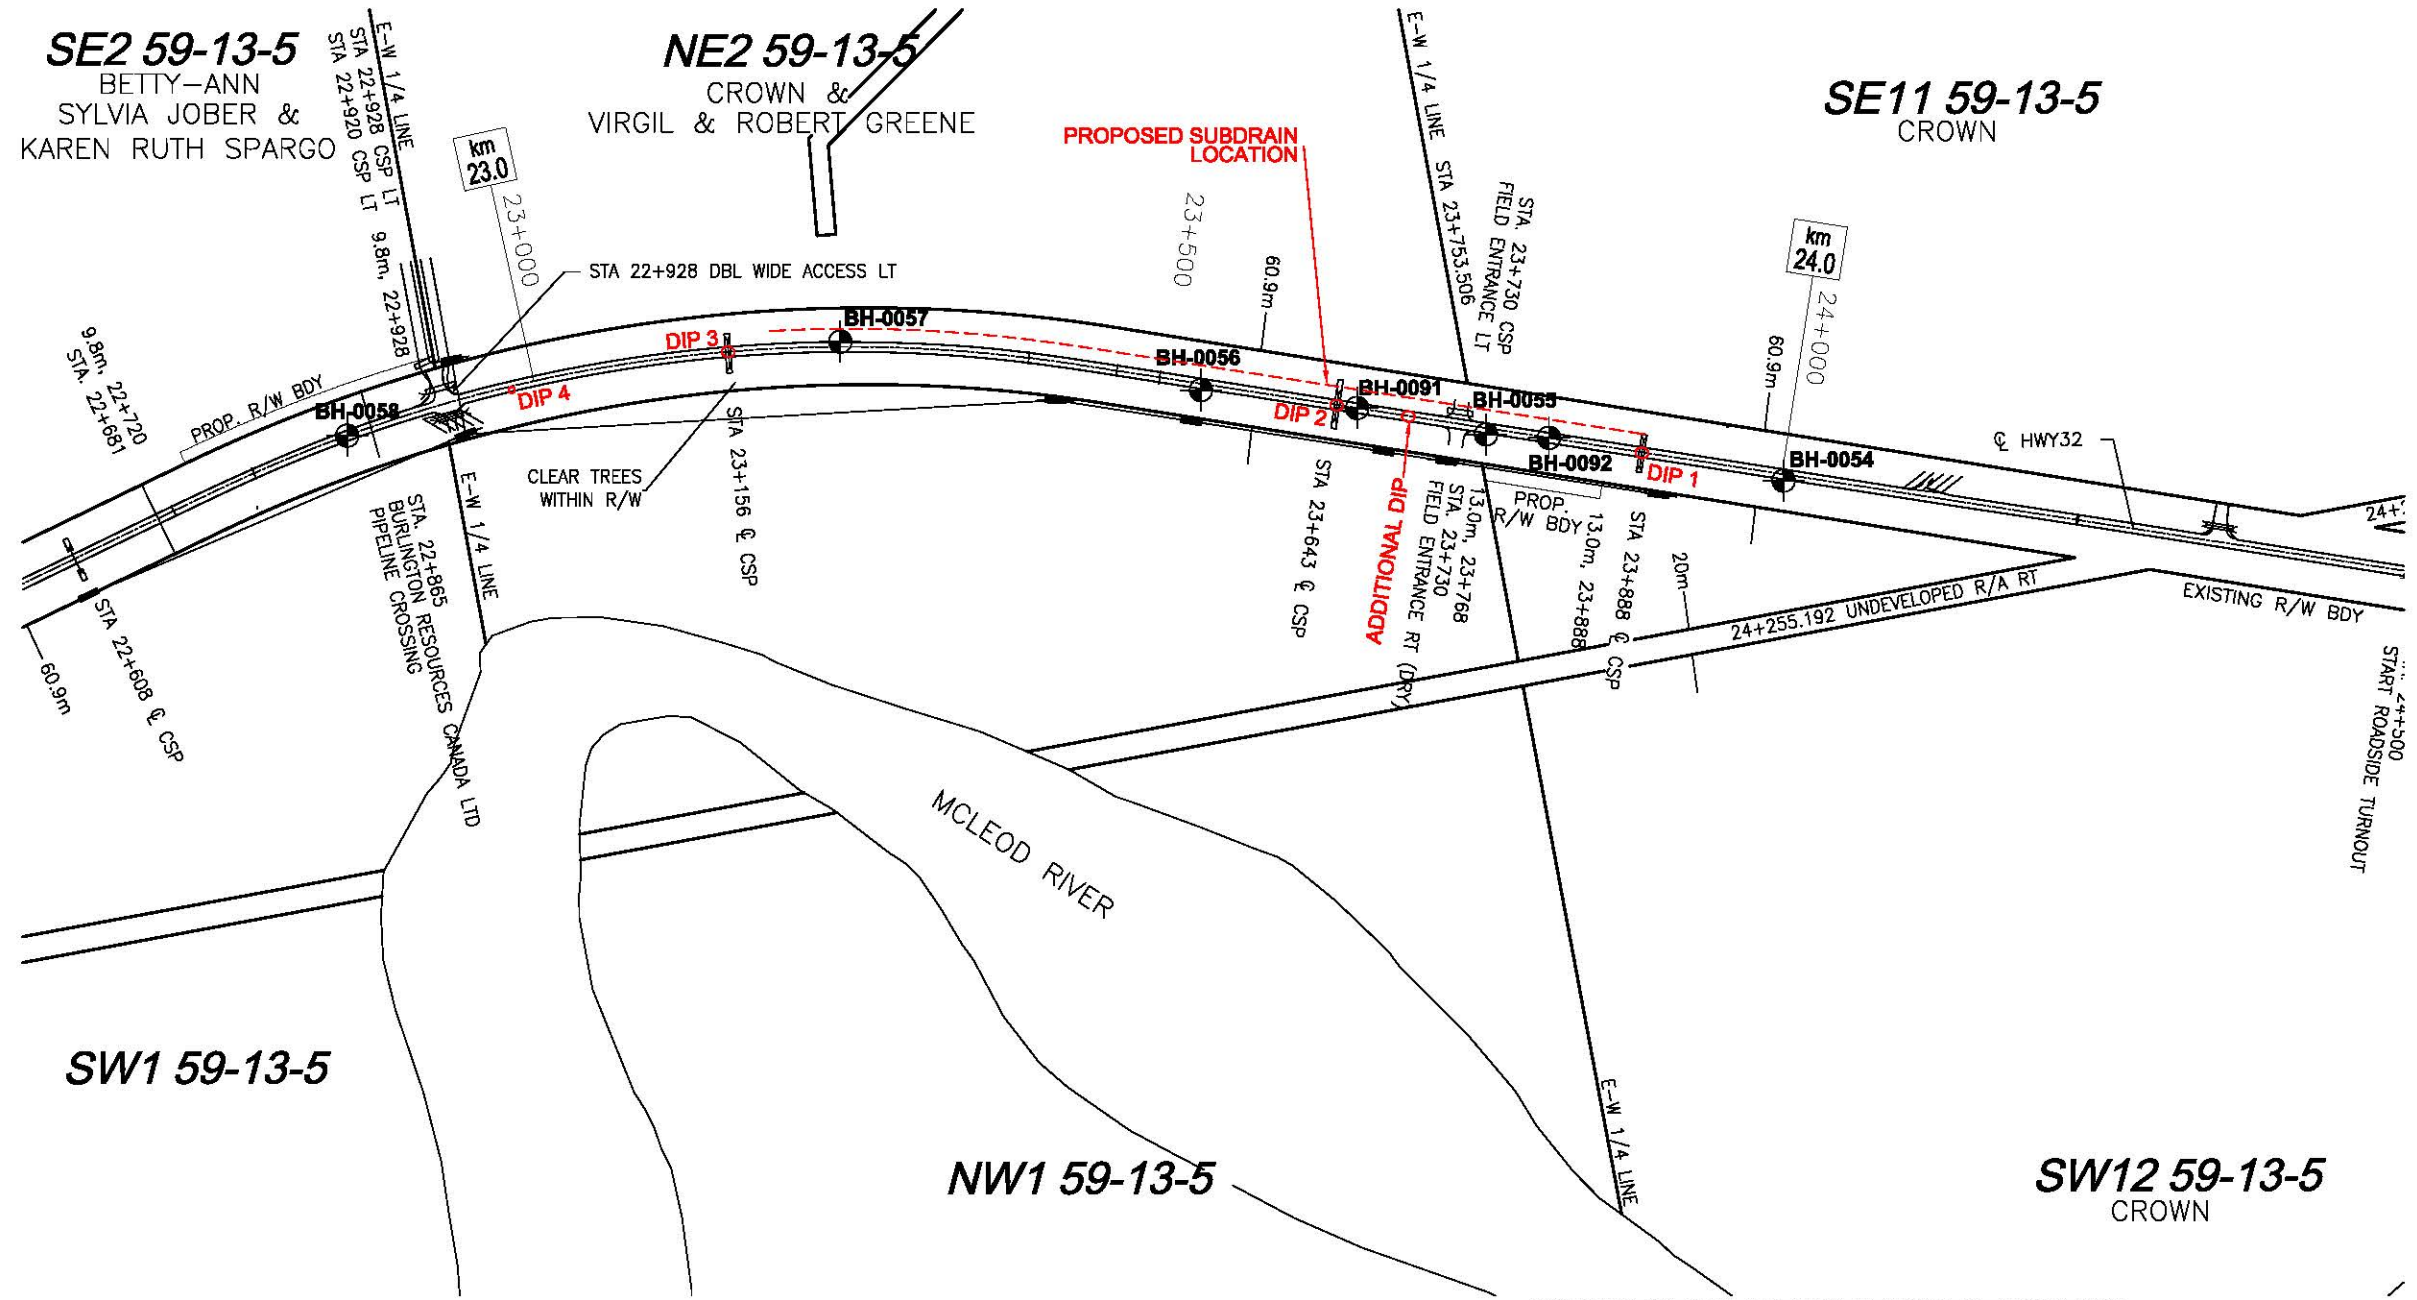 SE2 59-13-5
BETTY-ANN
SYLVIA JOBER &
KAREN RUTH SPARGO
E-W 1/4 LINE
STA 22+928 CSP LT
STA 22+920 CSP LT
9.8m, 22+928
NE2 59-13-5
CROWN &
VIRGIL & ROBERT GREENE
km
23.0
23+000
STA 22+928 DBL WIDE ACCESS LT
PROPOSED SUBDRAIN
LOCATION
23+500
60.9m
E-W 1/4 LINE STA 23+753.506
STA. 23+730 CSP
FIELD ENTRANCE LT
SE11 59-13-5
CROWN
km
24.0
24+000
60.9m
9.8m, 22+720
STA. 22+681
PROP. R/W BDY
BH-0058
DIP 4
DIP 3
BH-0057
BH-0056
DIP 2
BH-0091
BH-0055
BH-0092
DIP 1
BH-0054
℄ HWY32
CLEAR TREES
WITHIN R/W
STA 23+156 ℄ CSP
STA 23+643 ℄ CSP
ADDITIONAL DIP
13.0m, 23+768
STA. 23+730
FIELD ENTRANCE RT (DRY)
PROP.
R/W BDY
13.0m, 23+888
STA 23+888 ℄ CSP
20m
24+255.192 UNDEVELOPED R/A RT
EXISTING R/W BDY
24+500
START ROADSIDE TURNOUT
60.9m
STA 22+608 ℄ CSP
E-W 1/4 LINE
STA. 22+865
BURLINGTON RESOURCES CANADA LTD
PIPELINE CROSSING
MCLEOD RIVER
SW1 59-13-5
NW1 59-13-5
E-W 1/4 LINE
SW12 59-13-5
CROWN